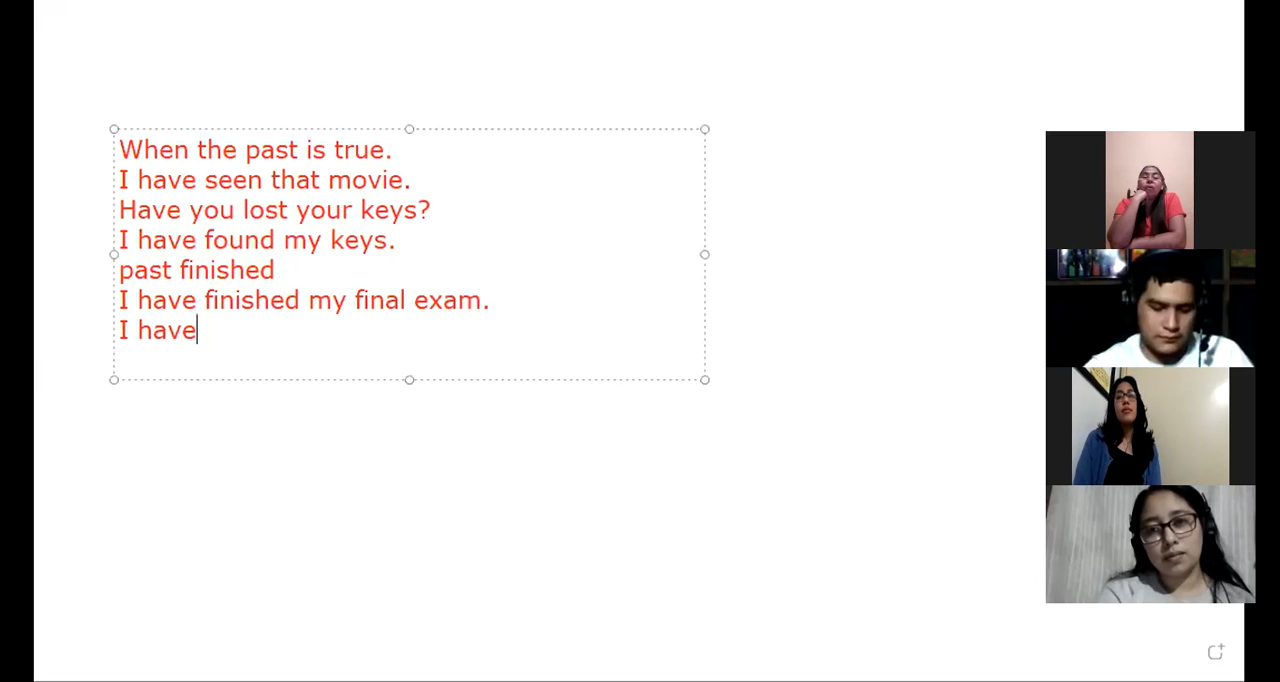 When the past is true.
I have seen that movie.
Have you lost your keys?
I have found my keys.
past finished
I have finished my final exam.
I have